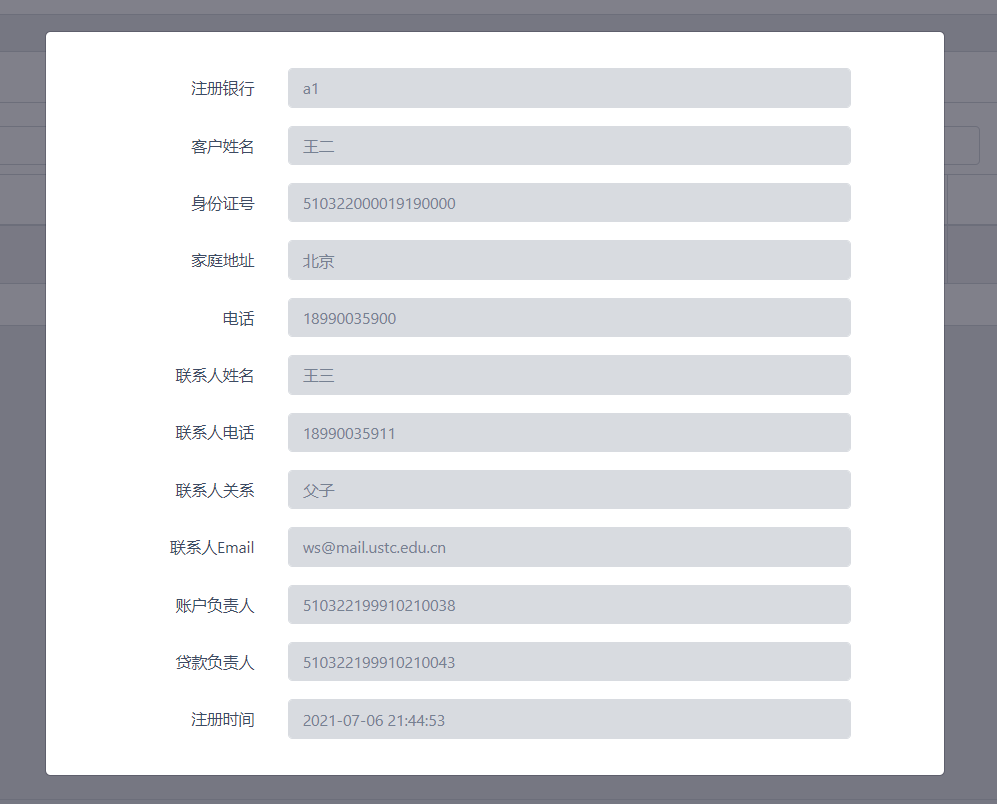 注册银行 a1
客户姓名 王二
身份证号 510322000019190000
家庭地址 北京
电话 18990035900
联系人姓名 王三
联系人电话 18990035911
联系人关系 父子
联系人Email ws@mail.ustc.edu.cn
账户负责人 510322199910210038
贷款负责人 510322199910210043
注册时间 2021-07-06 21:44:53